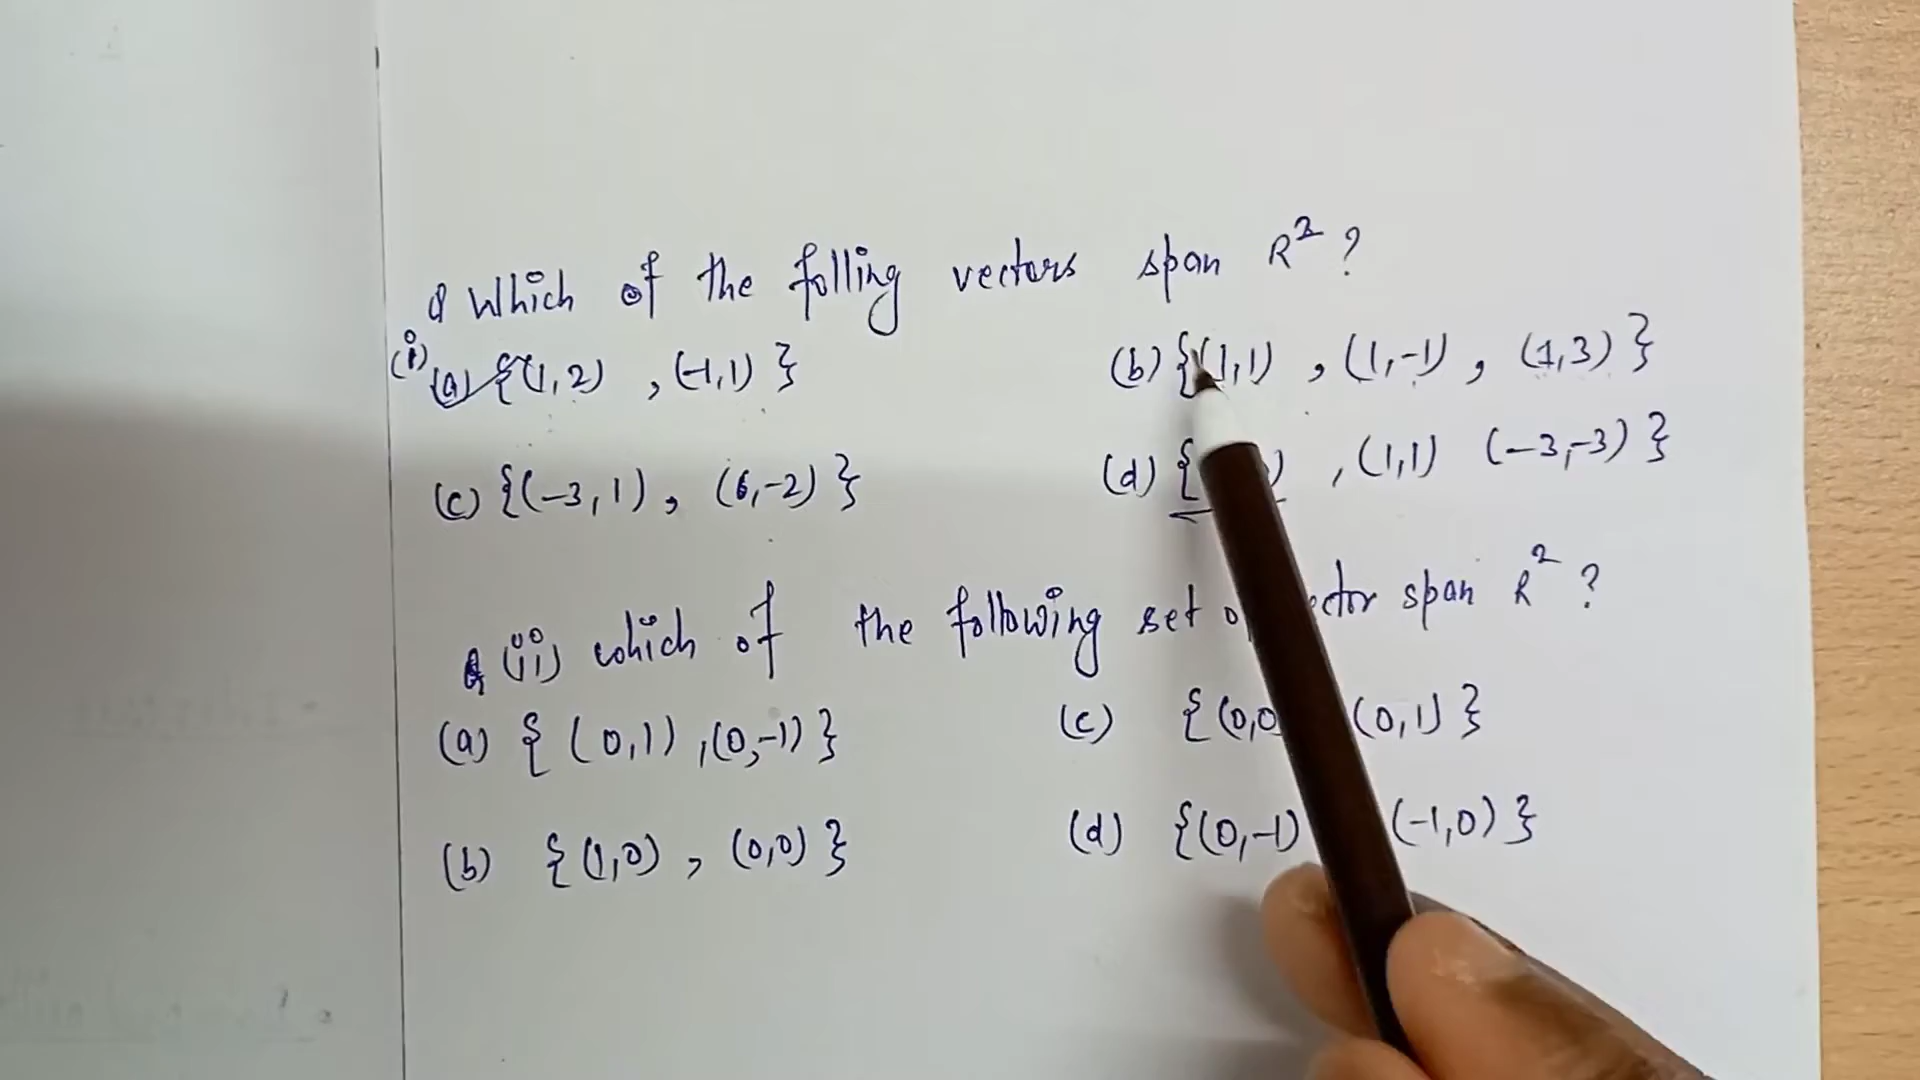 Q Which of the folling vectors span R² ?
(i) (a) {(1,2) , (-1,1) } (b) {(1,1) , (1,-1) , (1,3) }
(c) {(-3,1) , (6,-2) } (d) { , (1,1) (-3,-3) }
Q (ii) which of the following set span R² ?
(a) { (0,1) , (0,-1) } (c) { (0,0 (0,1) }
(b) { (1,0) , (0,0) } (d) {(0,-1) (-1,0) }